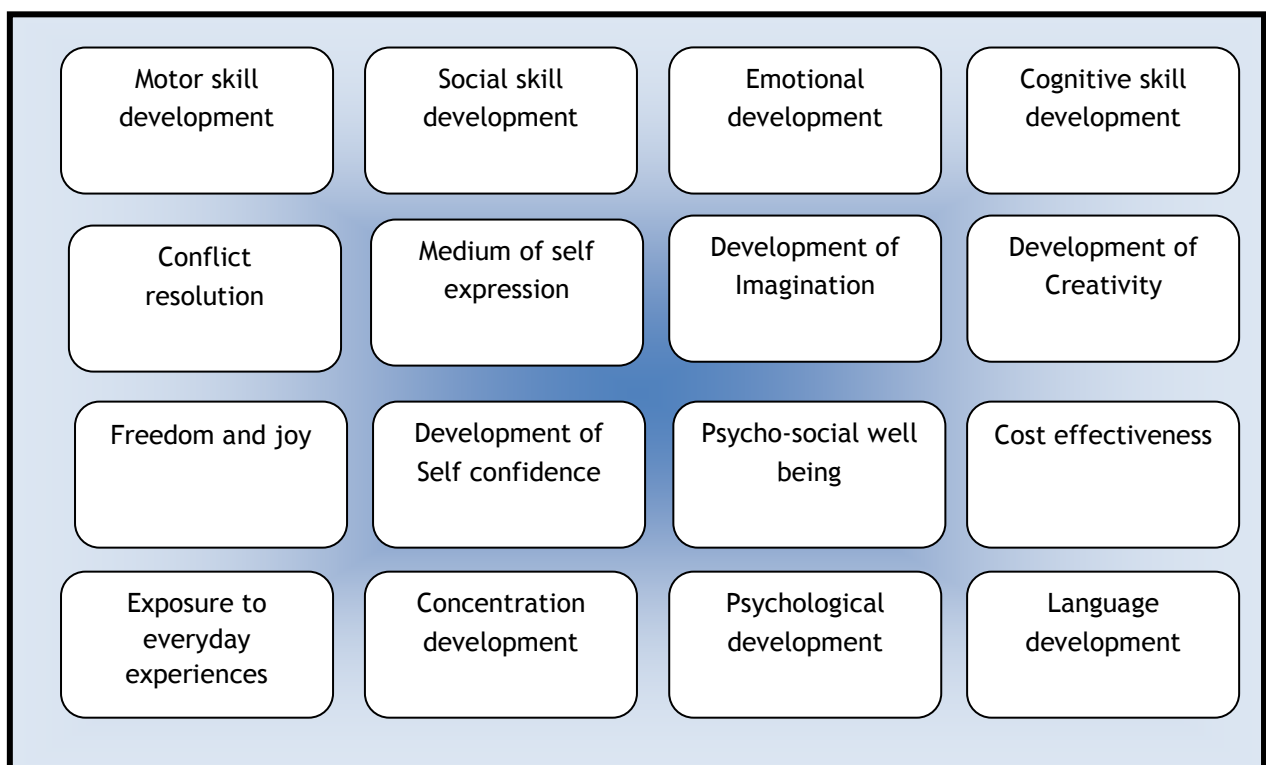 Motor skill
development
Social skill
development
Emotional
development
Cognitive skill
development
Conflict
resolution
Medium of self
expression
Development of
Imagination
Development of
Creativity
Freedom and joy
Development of
Self confidence
Psycho-social well
being
Cost effectiveness
Exposure to
everyday
experiences
Concentration
development
Psychological
development
Language
development